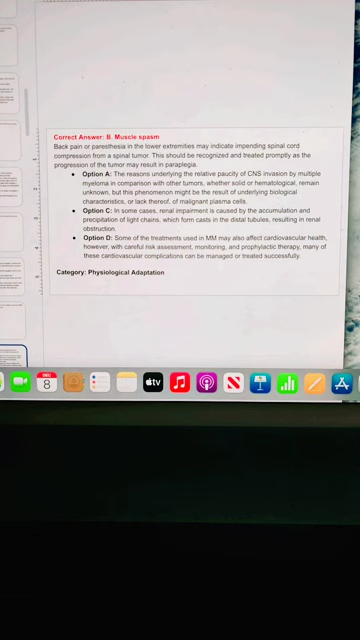 Correct Answer: B. Muscle spasm
Back pain or paresthesia in the lower extremities may indicate impending spinal cord
compression from a spinal tumor. This should be recognized and treated promptly as the
progression of the tumor may result in paraplegia.
• Option A: The reasons underlying the relative paucity of CNS invasion by multiple
myeloma in comparison with other tumors, whether solid or hematological, remain
unknown, but this phenomenon might be the result of underlying biological
characteristics, or lack thereof, of malignant plasma cells.
• Option C: In some cases, renal impairment is caused by the accumulation and
precipitation of light chains, which form casts in the distal tubules, resulting in renal
obstruction.
• Option D: Some of the treatments used in MM may also affect cardiovascular health,
however, with careful risk assessment, monitoring, and prophylactic therapy, many of
these cardiovascular complications can be managed or treated successfully.
Category: Physiological Adaptation
8
tv